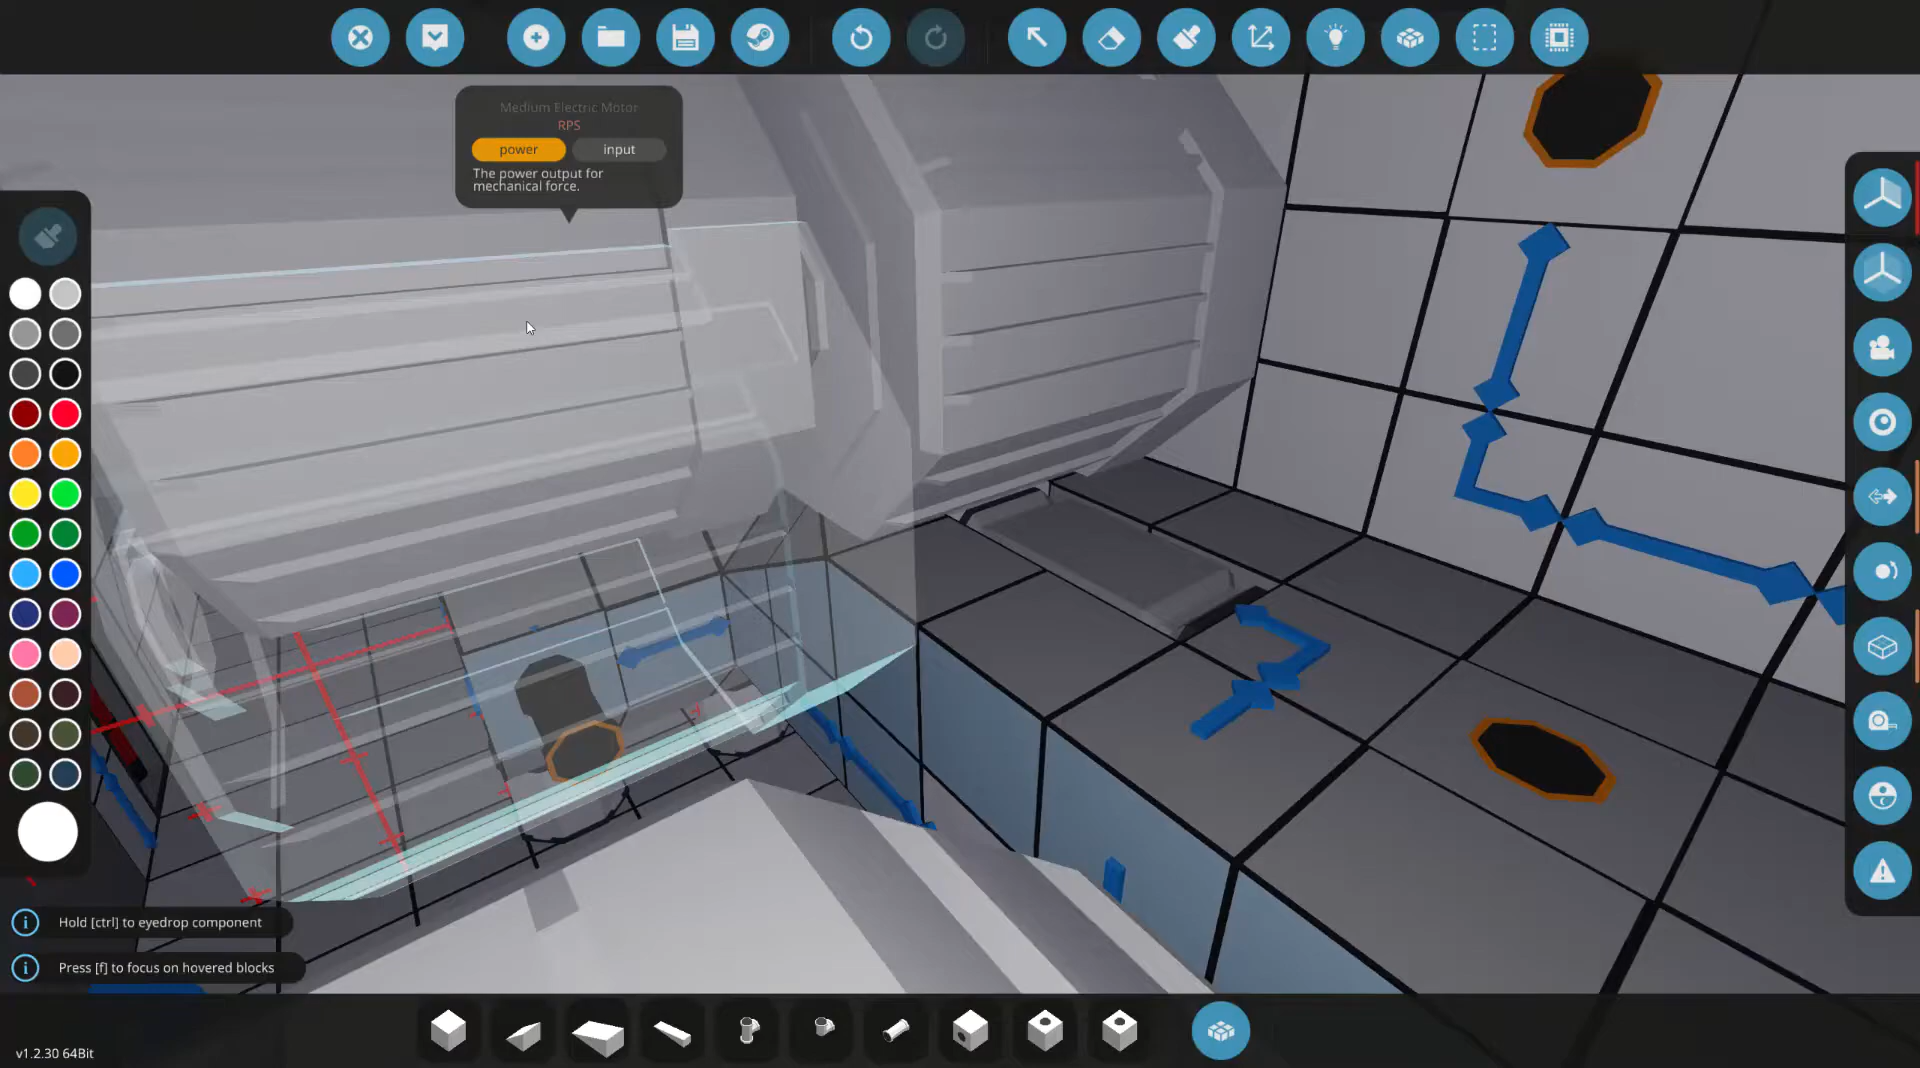 Medium Electric Motor
RPS
power input
The power output for
mechanical force.
Hold [ctrl] to eyedrop component
Press [f] to focus on hovered blocks
v1.2.30 64Bit